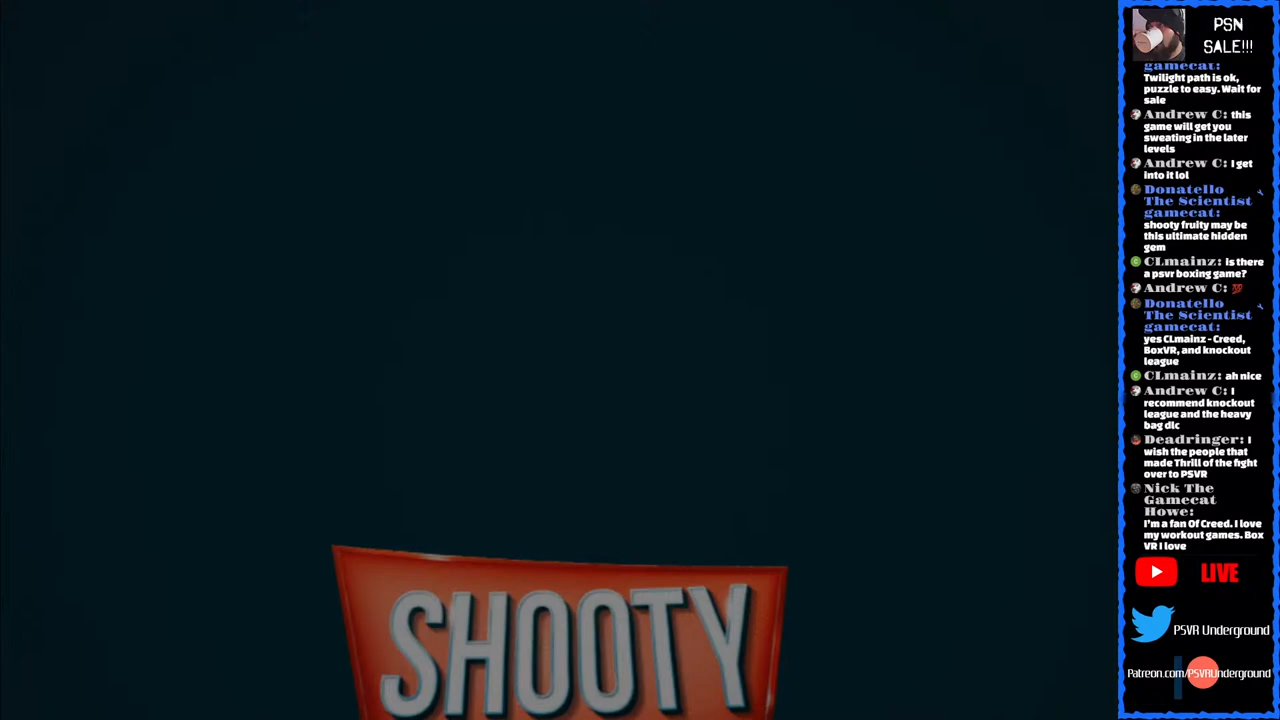 PSN
SALE!!!
gamecat:
Twilight path is ok,
puzzle to easy. Wait for
sale
Andrew C: this
game will get you
sweating in the later
levels
Andrew C: I get
into it lol
Donatello
The Scientist
gamecat:
shooty fruity may be
this ultimate hidden
gem
CLmainz: is there
a psvr boxing game?
Andrew C: 💯
Donatello
The Scientist
gamecat:
yes CLmainz - Creed,
BoxVR, and knockout
league
CLmainz: ah nice
Andrew C: I
recommend knockout
league and the heavy
bag dlc
Deadringer: I
wish the people that
made Thrill of the fight
over to PSVR
Nick The
Gamecat
Howe:
I'm a fan Of Creed. I love
my workout games. Box
VR I love
LIVE
PSVR Underground
Patreon.com/PSVRUnderground
SHOOTY